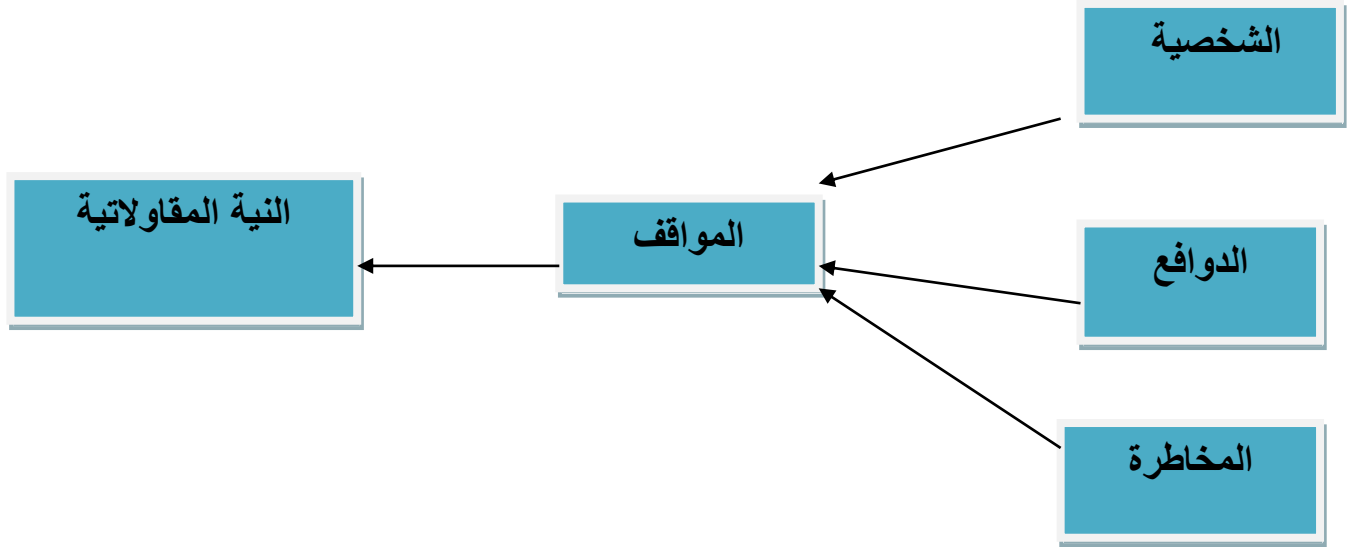 الشخصية
النية المقاولاتية
المواقف
الدوافع
المخاطرة